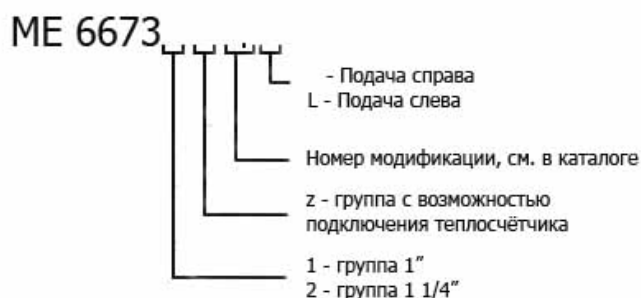 ME 6673
- Подача справа
L - Подача слева
Номер модификации, см. в каталоге
z - группа с возможностью
подключения теплосчётчика
1 - группа 1"
2 - группа 1 1/4"